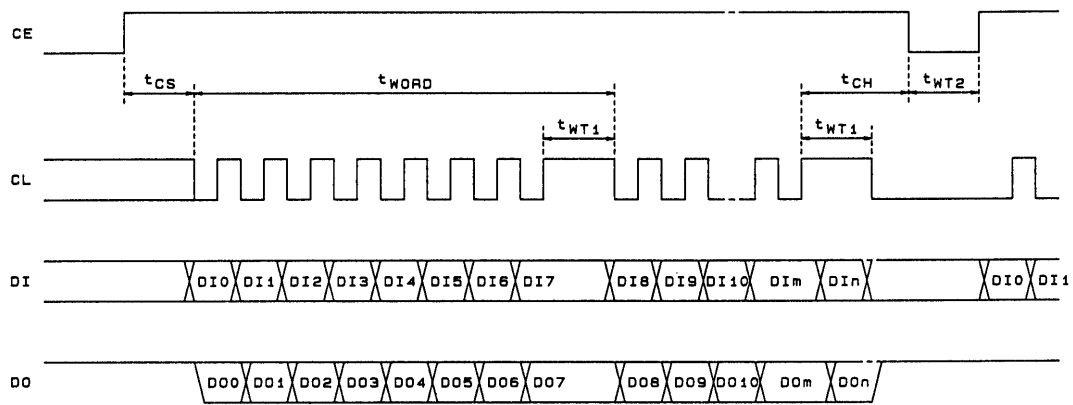 CE
tCS
tWORD
tCH
tWT2
tWT1
tWT1
CL
DI
DI0 DI1 DI2 DI3 DI4 DI5 DI6 DI7 DI8 DI9 DI10 DIm DIn DI0 DI1
DO
DO0 DO1 DO2 DO3 DO4 DO5 DO6 DO7 DO8 DO9 DO10 DOm DOn